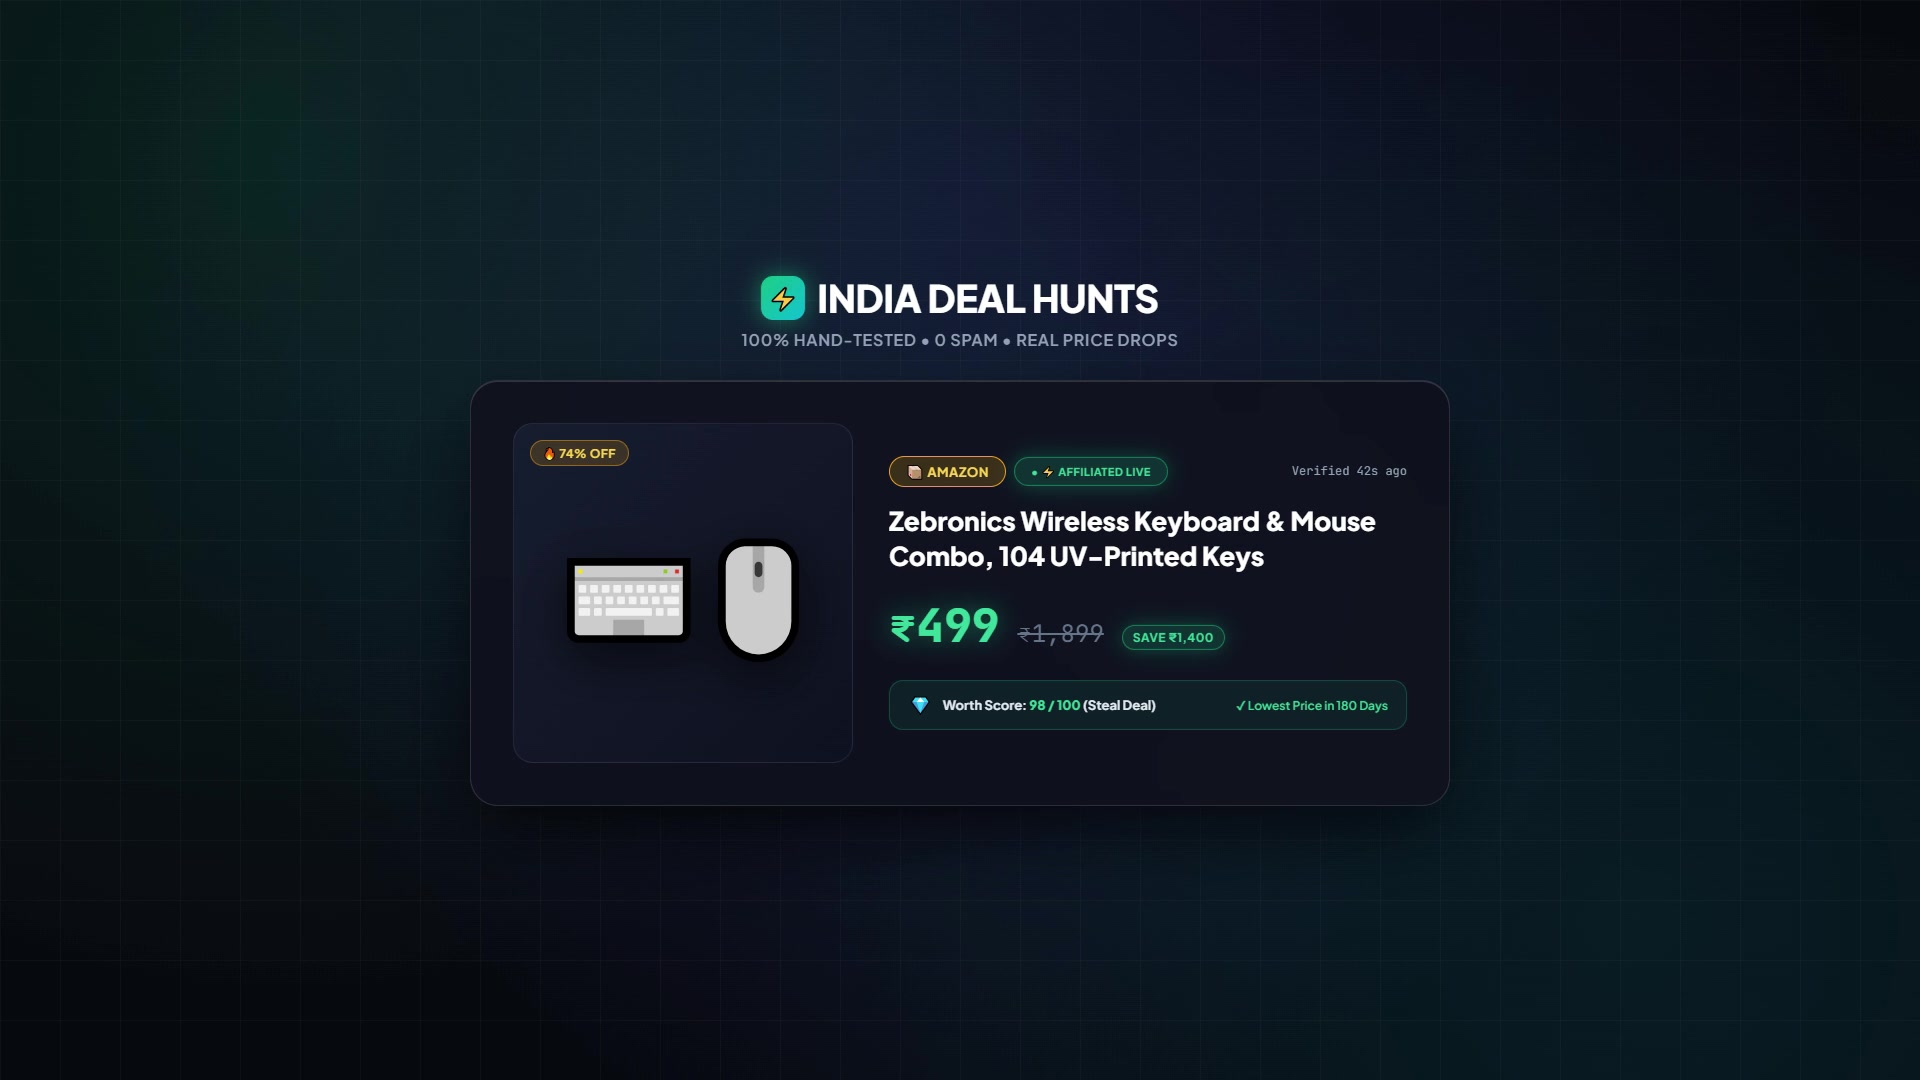 INDIA DEAL HUNTS
100% HAND-TESTED • 0 SPAM • REAL PRICE DROPS
74% OFF
AMAZON
• AFFILIATED LIVE
Verified 42s ago
Zebronics Wireless Keyboard & Mouse
Combo, 104 UV-Printed Keys
₹499 ₹1,899 SAVE ₹1,400
Worth Score: 98 / 100 (Steal Deal)
✓ Lowest Price in 180 Days